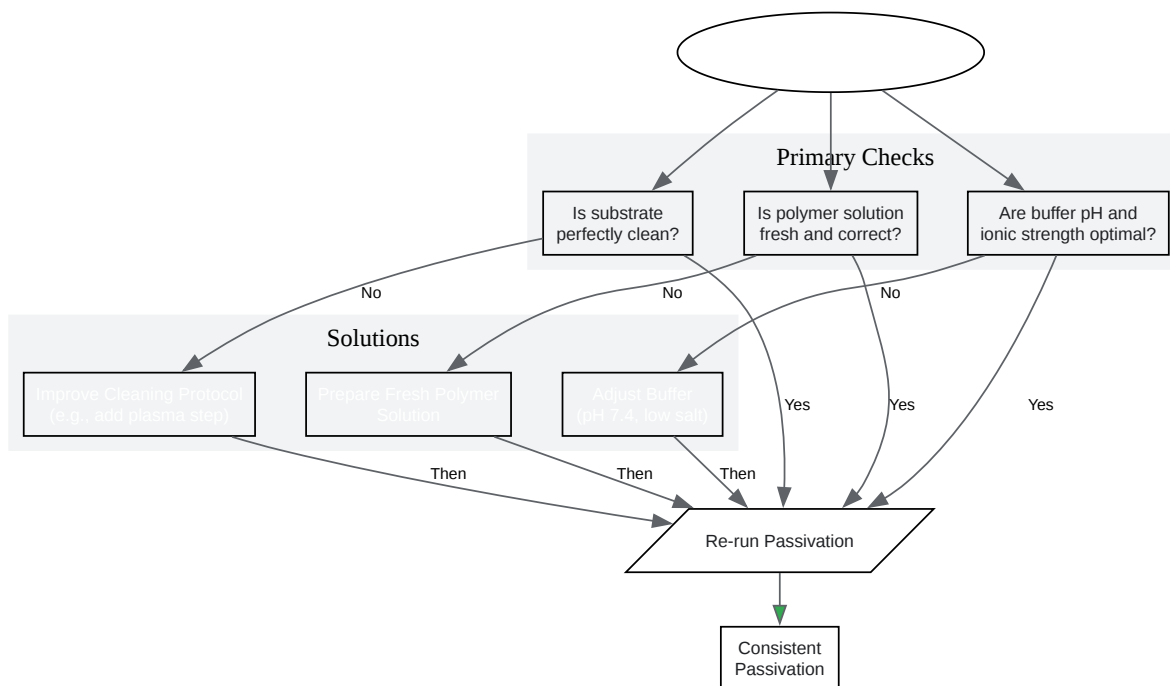 Primary Checks
Is substrate
perfectly clean?
Is polymer solution
fresh and correct?
Are buffer pH and
ionic strength optimal?
No
No
No
Solutions
Improve Cleaning Protocol
(e.g., add plasma step)
Prepare Fresh Polymer
Solution
Adjust Buffer
(pH 7.4, low salt)
Yes
Yes
Yes
Then
Then
Then
Re-run Passivation
Consistent
Passivation